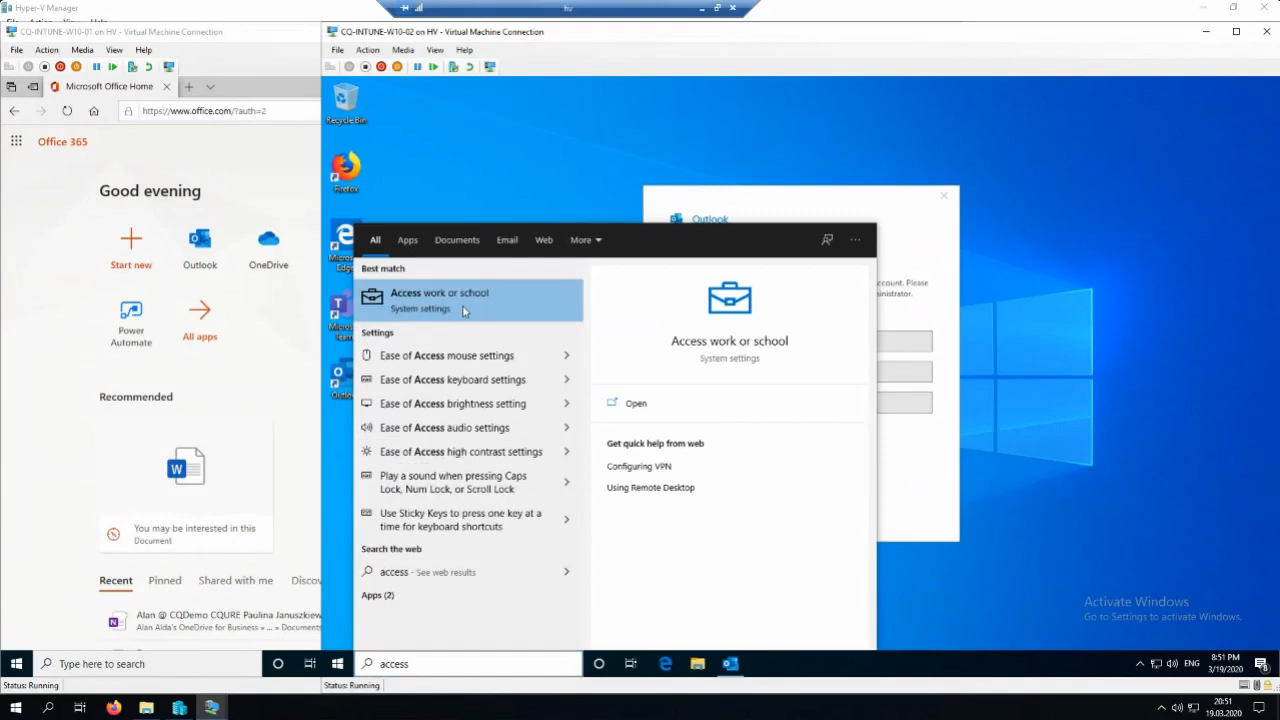 Hyper-V Manager
hv
CQ-INTUNE-W10-01 on HV - Virtual Machine Connection
File Action Media View Help
Microsoft Office Home
https://www.office.com/?auth=2
Office 365
Good evening
Start new
Outlook
OneDrive
Power
Automate
All apps
Recommended
You may be interested in this
Document
Recent Pinned Shared with me Discov
Alan @ CQDemo CQURE Paulina Januszkiew
Alan Alda's OneDrive for Business » ... » Documents
Type here to search
Status: Running
CQ-INTUNE-W10-02 on HV - Virtual Machine Connection
File Action Media View Help
Recycle Bin
Firefox
Outlook
account. Please
All Apps Documents Email Web More
Best match
Access work or school
System settings
Settings
Ease of Access mouse settings
Ease of Access keyboard settings
Ease of Access brightness setting
Ease of Access audio settings
Ease of Access high contrast settings
Play a sound when pressing Caps
Lock, Num Lock, or Scroll Lock
Use Sticky Keys to press one key at a
time for keyboard shortcuts
Search the web
access - See web results
Apps (2)
Access work or school
System settings
Open
Get quick help from web
Configuring VPN
Using Remote Desktop
Activate Windows
Go to Settings to activate Windows.
access
ENG
8:51 PM
3/19/2020
Status: Running
20:51
19.03.2020